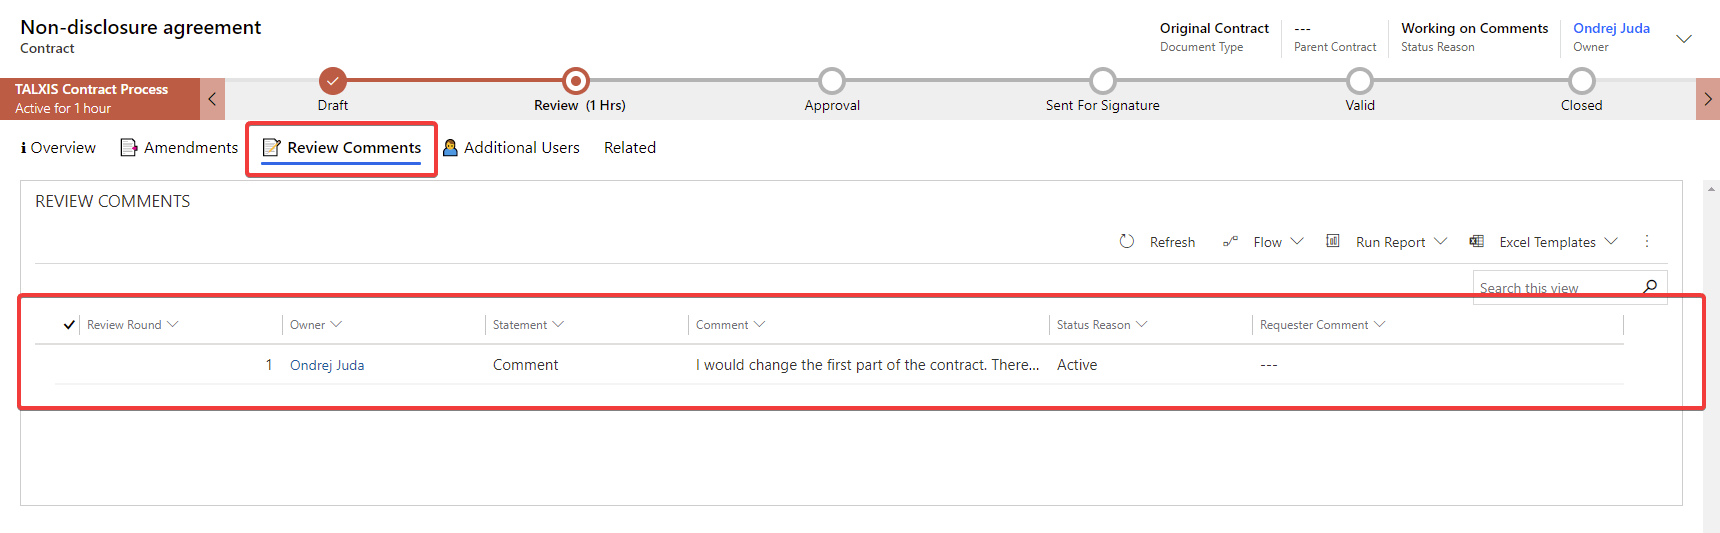 Non-disclosure agreement
Contract
Original Contract
Document Type
---
Parent Contract
Working on Comments
Status Reason
Ondrej Juda
Owner
TALXIS Contract Process
Active for 1 hour
Draft
Review (1 Hrs)
Approval
Sent For Signature
Valid
Closed
Overview Amendments Review Comments Additional Users Related
REVIEW COMMENTS
Refresh Flow Run Report Excel Templates
Search this view
Review Round Owner Statement Comment Status Reason Requester Comment
1 Ondrej Juda Comment I would change the first part of the contract. There... Active ---